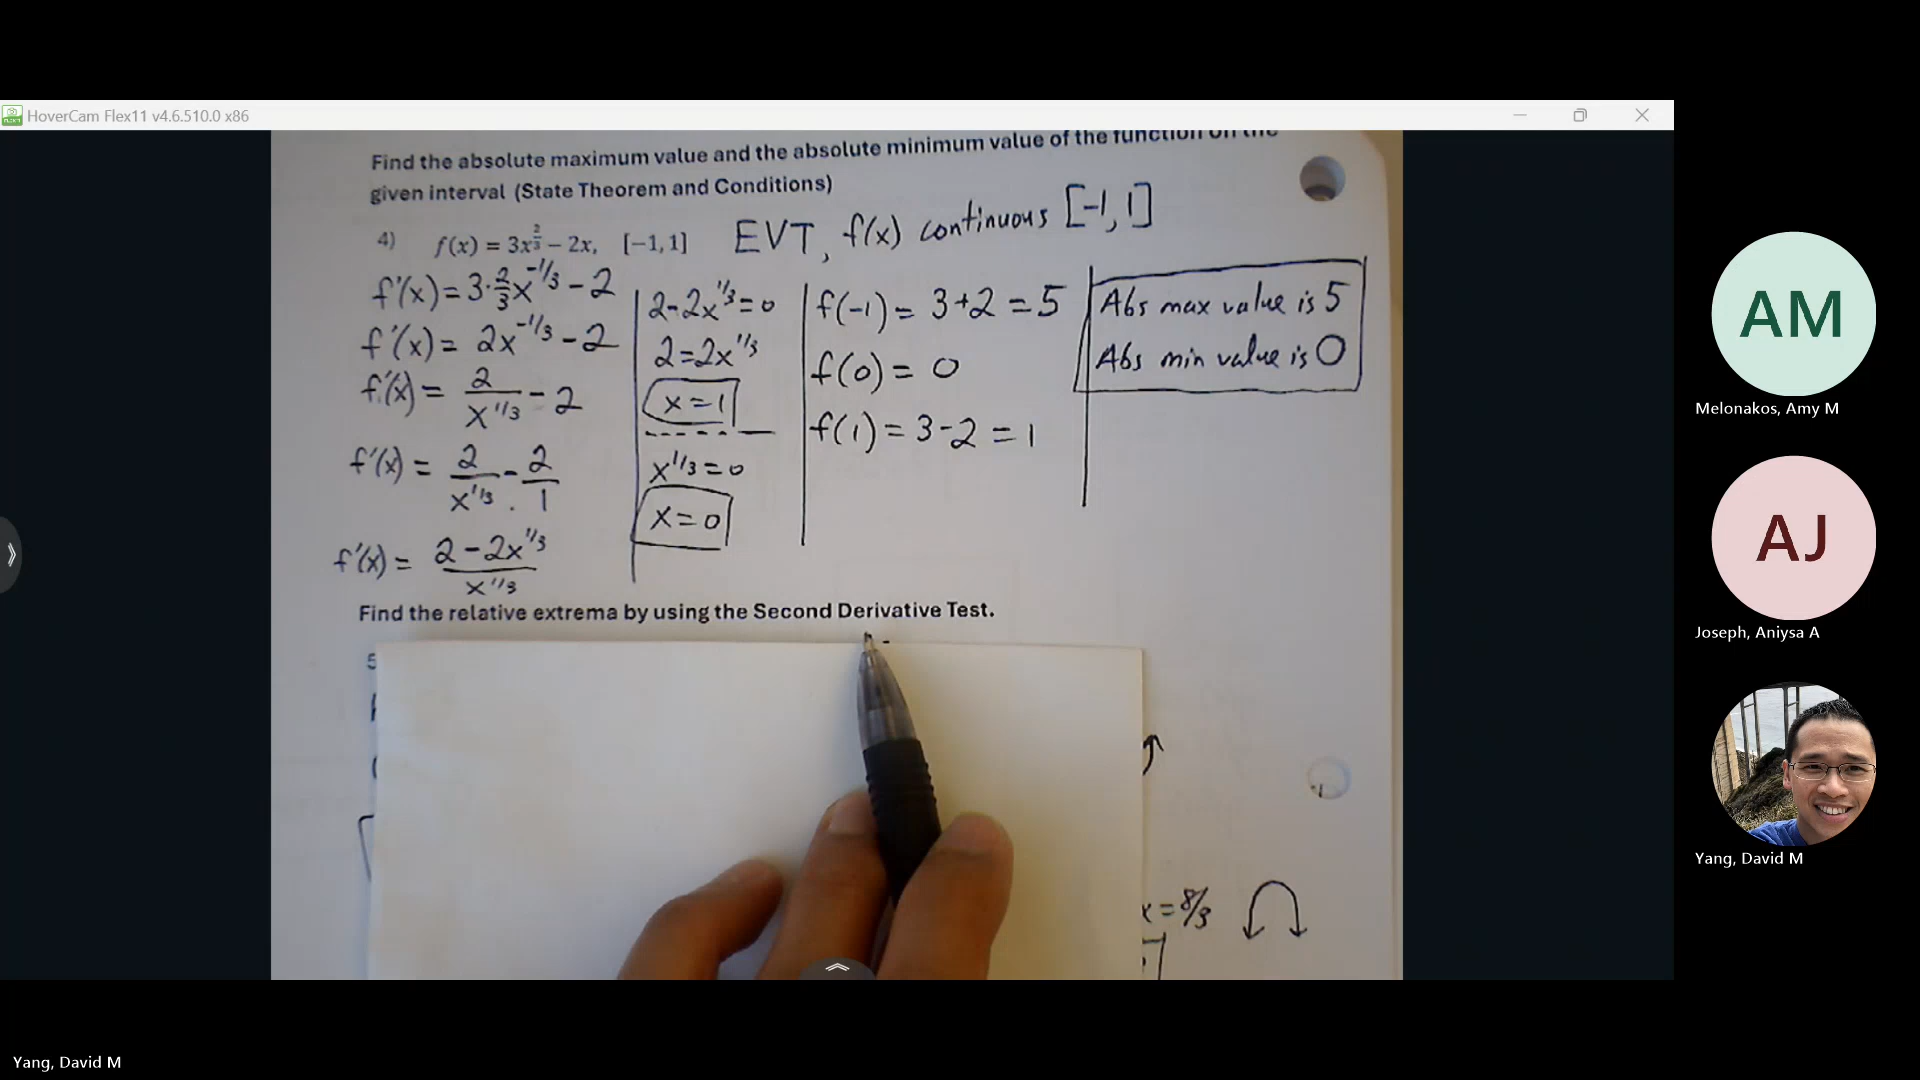 HoverCam Flex11 v4.6.510.0 x86
Find the absolute maximum value and the absolute minimum value of the function on the
given interval (State Theorem and Conditions)
4) f(x) = 3x^{2/3} − 2x, [−1, 1]
EVT, f(x) continuous [-1, 1]
f'(x) = 3·2/3 x^{-1/3} - 2
f'(x) = 2x^{-1/3} - 2
f'(x) = 2/x^{1/3} - 2
f'(x) = 2/x^{1/3} - 2/1
f'(x) = (2 - 2x^{1/3})/x^{1/3}
2-2x^{1/3} = 0
2=2x^{1/3}
x=1
x^{1/3} = 0
x=0
f(-1) = 3+2 = 5
f(0) = 0
f(1) = 3-2 = 1
Abs max value is 5
Abs min value is 0
Find the relative extrema by using the Second Derivative Test.
5
x = 8/3
AM
Melonakos, Amy M
AJ
Joseph, Aniysa A
Yang, David M
Yang, David M